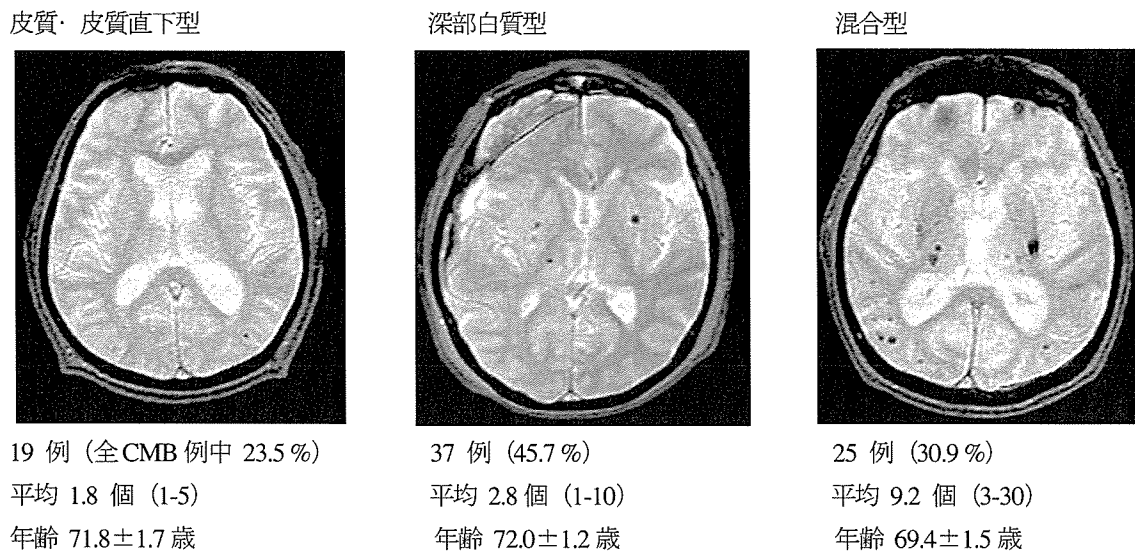 皮質· 皮質直下型
深部白質型
混合型
19 例 (全CMB 例中 23.5 %)
平均 1.8 個 (1-5)
年齢 71.8±1.7 歳
37 例 (45.7 %)
平均 2.8 個 (1-10)
年齢 72.0±1.2 歳
25 例 (30.9 %)
平均 9.2 個 (3-30)
年齢 69.4±1.5 歳